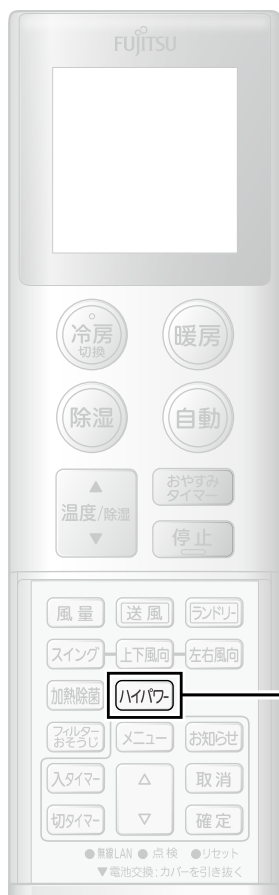 FUJITSU
冷房
切換
暖房
除湿
自動
▲
温度/除湿
▼
おやすみ
タイマー
停止
風量
送風
ランドリー
スイング
上下風向
左右風向
加熱除菌
ハイパワー
フィルター
おそうじ
メニュー
お知らせ
入タイマー
△
取消
切タイマー
▽
確定
●無線LAN ●点検 ●リセット
▼電池交換:カバーを引き抜く